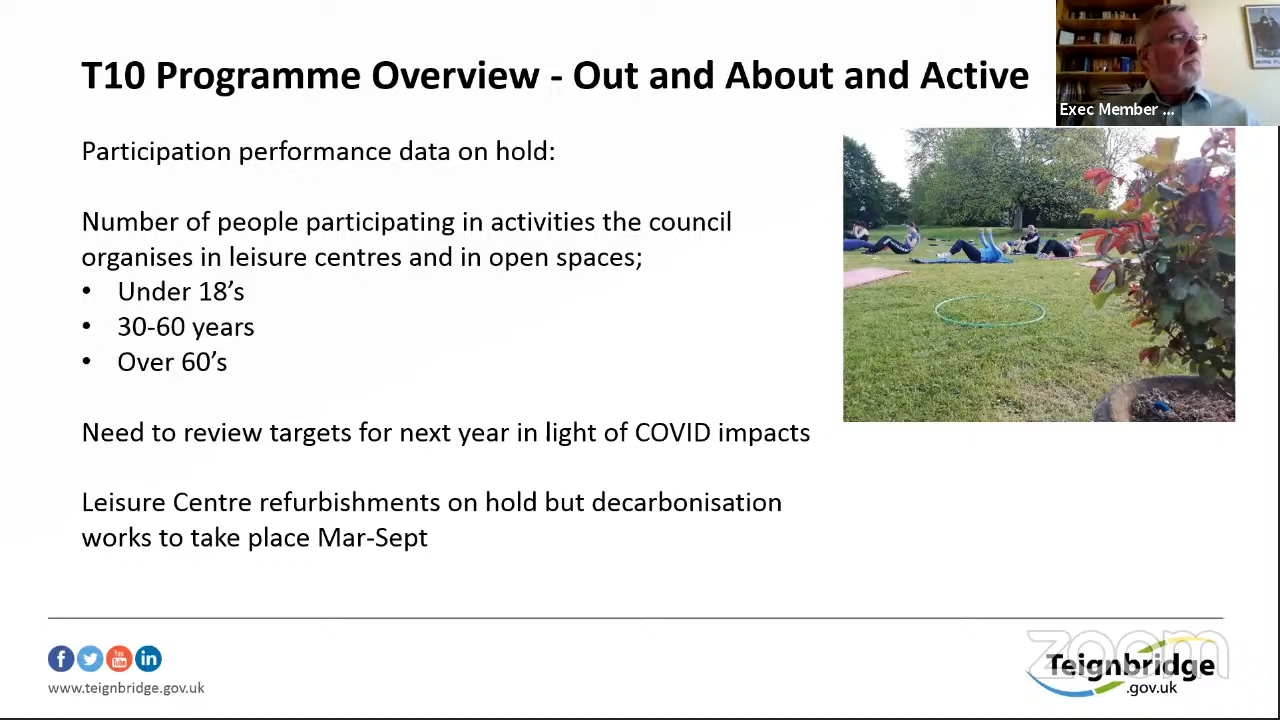 T10 Programme Overview - Out and About and Active
Exec Member ...
Participation performance data on hold:
Number of people participating in activities the council
organises in leisure centres and in open spaces;
• Under 18’s
• 30-60 years
• Over 60’s
Need to review targets for next year in light of COVID impacts
Leisure Centre refurbishments on hold but decarbonisation
works to take place Mar-Sept
f
You
Tube
in
www.teignbridge.gov.uk
zoom
Teignbridge
.gov.uk